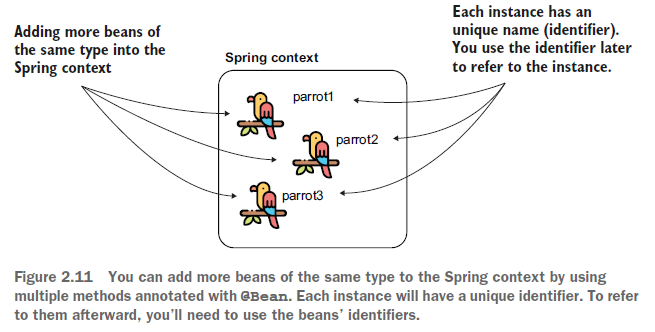 Adding more beans of
the same type into the
Spring context
Each instance has an
unique name (identifier).
You use the identifier later
to refer to the instance.
Spring context
parrot1
parrot2
parrot3
Figure 2.11 You can add more beans of the same type to the Spring context by using
multiple methods annotated with @Bean. Each instance will have a unique identifier. To refer
to them afterward, you’ll need to use the beans’ identifiers.